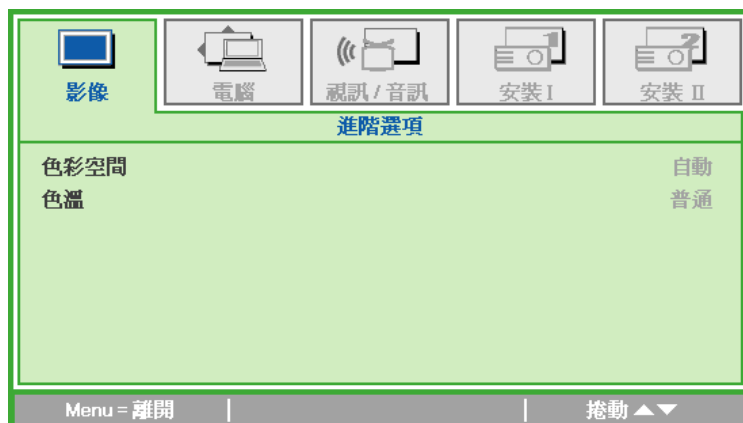 影像 電腦 視訊 / 音訊 安裝 I 安裝 II
進階選項
色彩空間 自動
色溫 普通
Menu = 離開 捲動▲▼